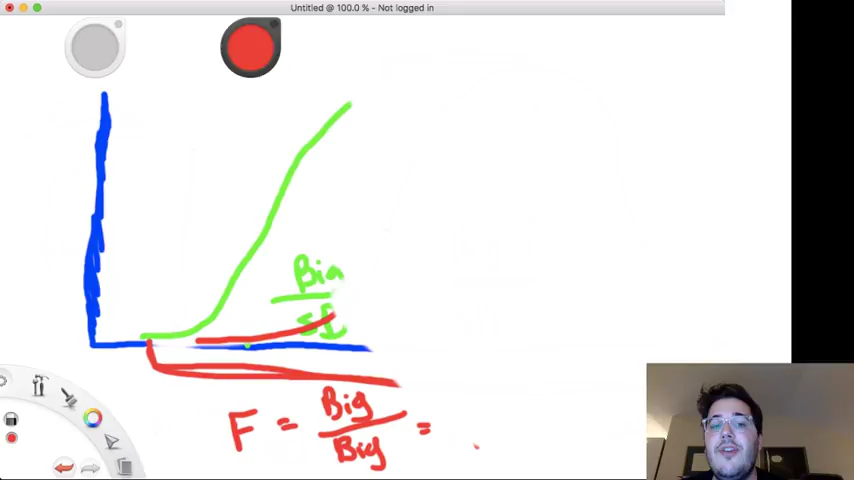 Untitled @ 100.0 % - Not logged in
Big
F = Big =
Big